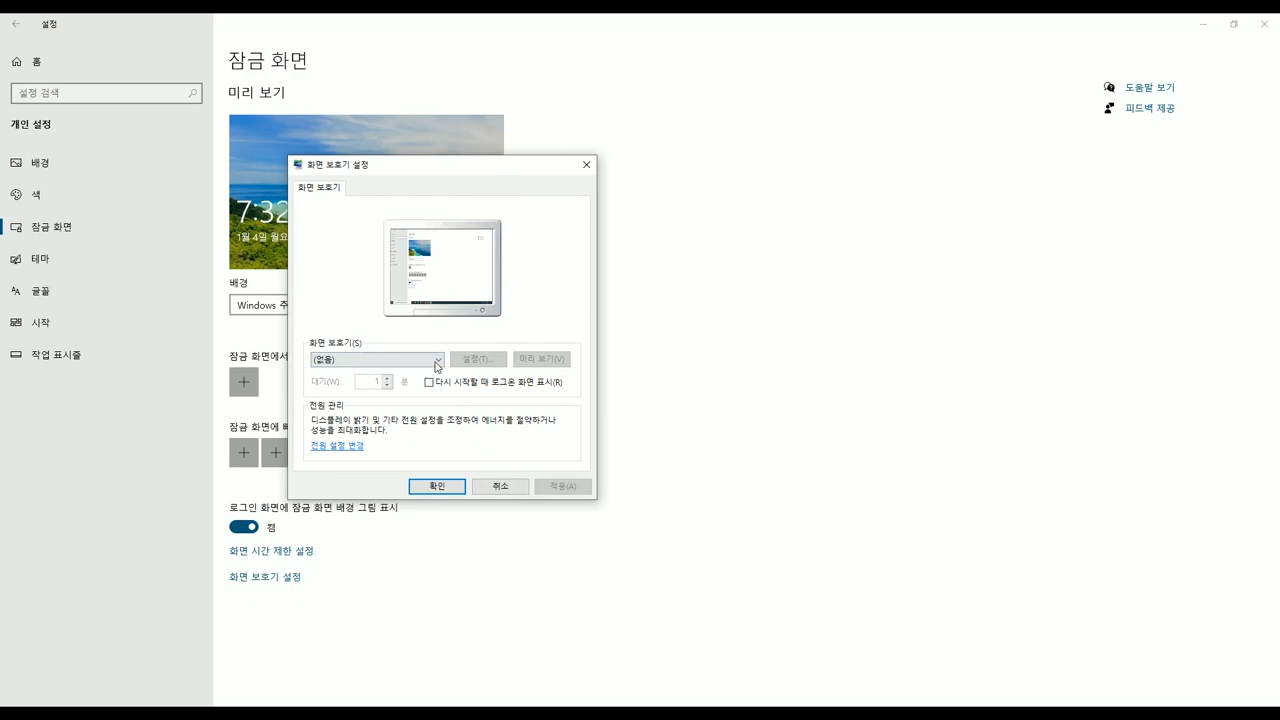 설정
홈
설정 검색
개인 설정
배경
색
잠금 화면
테마
글꼴
시작
작업 표시줄
잠금 화면
미리 보기
7:32
1월 4일 월요
배경
Windows 추
잠금 화면에서
잠금 화면에 빠
로그인 화면에 잠금 화면 배경 그림 표시
켬
화면 시간 제한 설정
화면 보호기 설정
도움말 보기
피드백 제공
화면 보호기 설정
화면 보호기
화면 보호기(S)
(없음) 설정(T)... 미리 보기(V)
대기(W): 1 분 다시 시작할 때 로그온 화면 표시(R)
전원 관리
디스플레이 밝기 및 기타 전원 설정을 조정하여 에너지를 절약하거나
성능을 최대화합니다.
전원 설정 변경
확인 취소 적용(A)